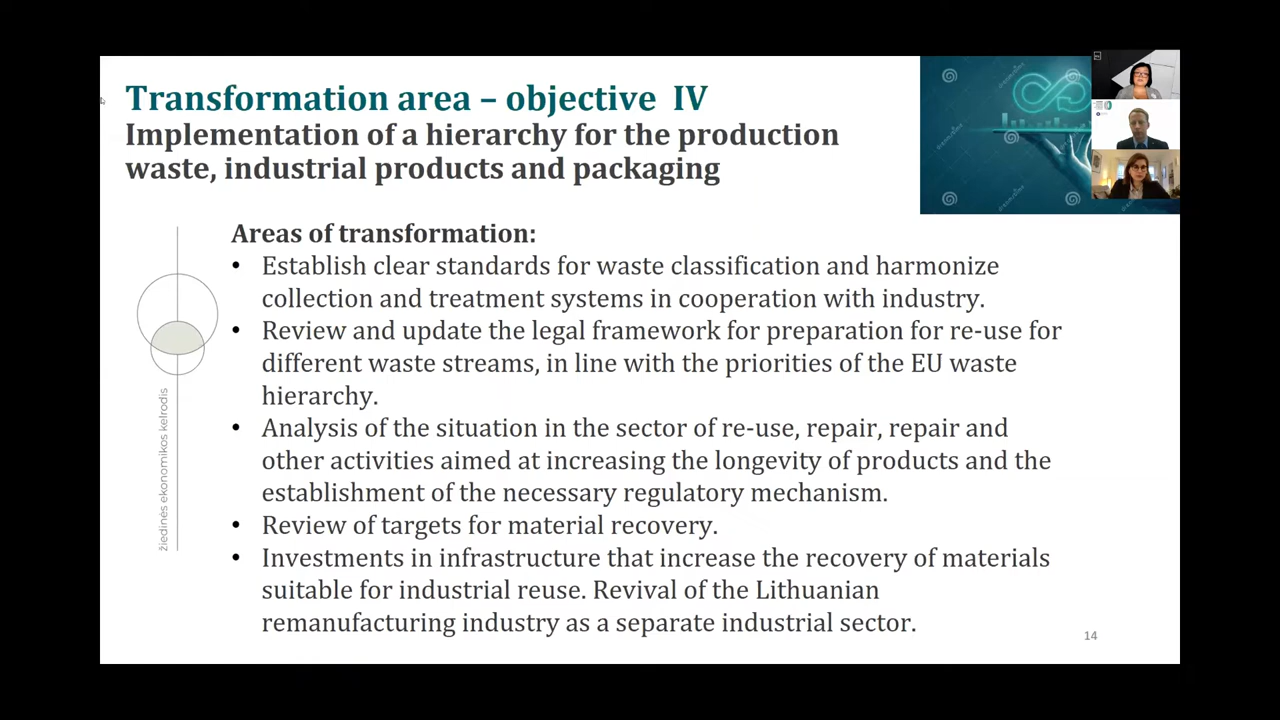 Transformation area – objective IV
Implementation of a hierarchy for the production
waste, industrial products and packaging
Areas of transformation:
• Establish clear standards for waste classification and harmonize
collection and treatment systems in cooperation with industry.
• Review and update the legal framework for preparation for re-use for
different waste streams, in line with the priorities of the EU waste
hierarchy.
• Analysis of the situation in the sector of re-use, repair, repair and
other activities aimed at increasing the longevity of products and the
establishment of the necessary regulatory mechanism.
• Review of targets for material recovery.
• Investments in infrastructure that increase the recovery of materials
suitable for industrial reuse. Revival of the Lithuanian
remanufacturing industry as a separate industrial sector.
žiedinės ekonomikos kelrodis
14